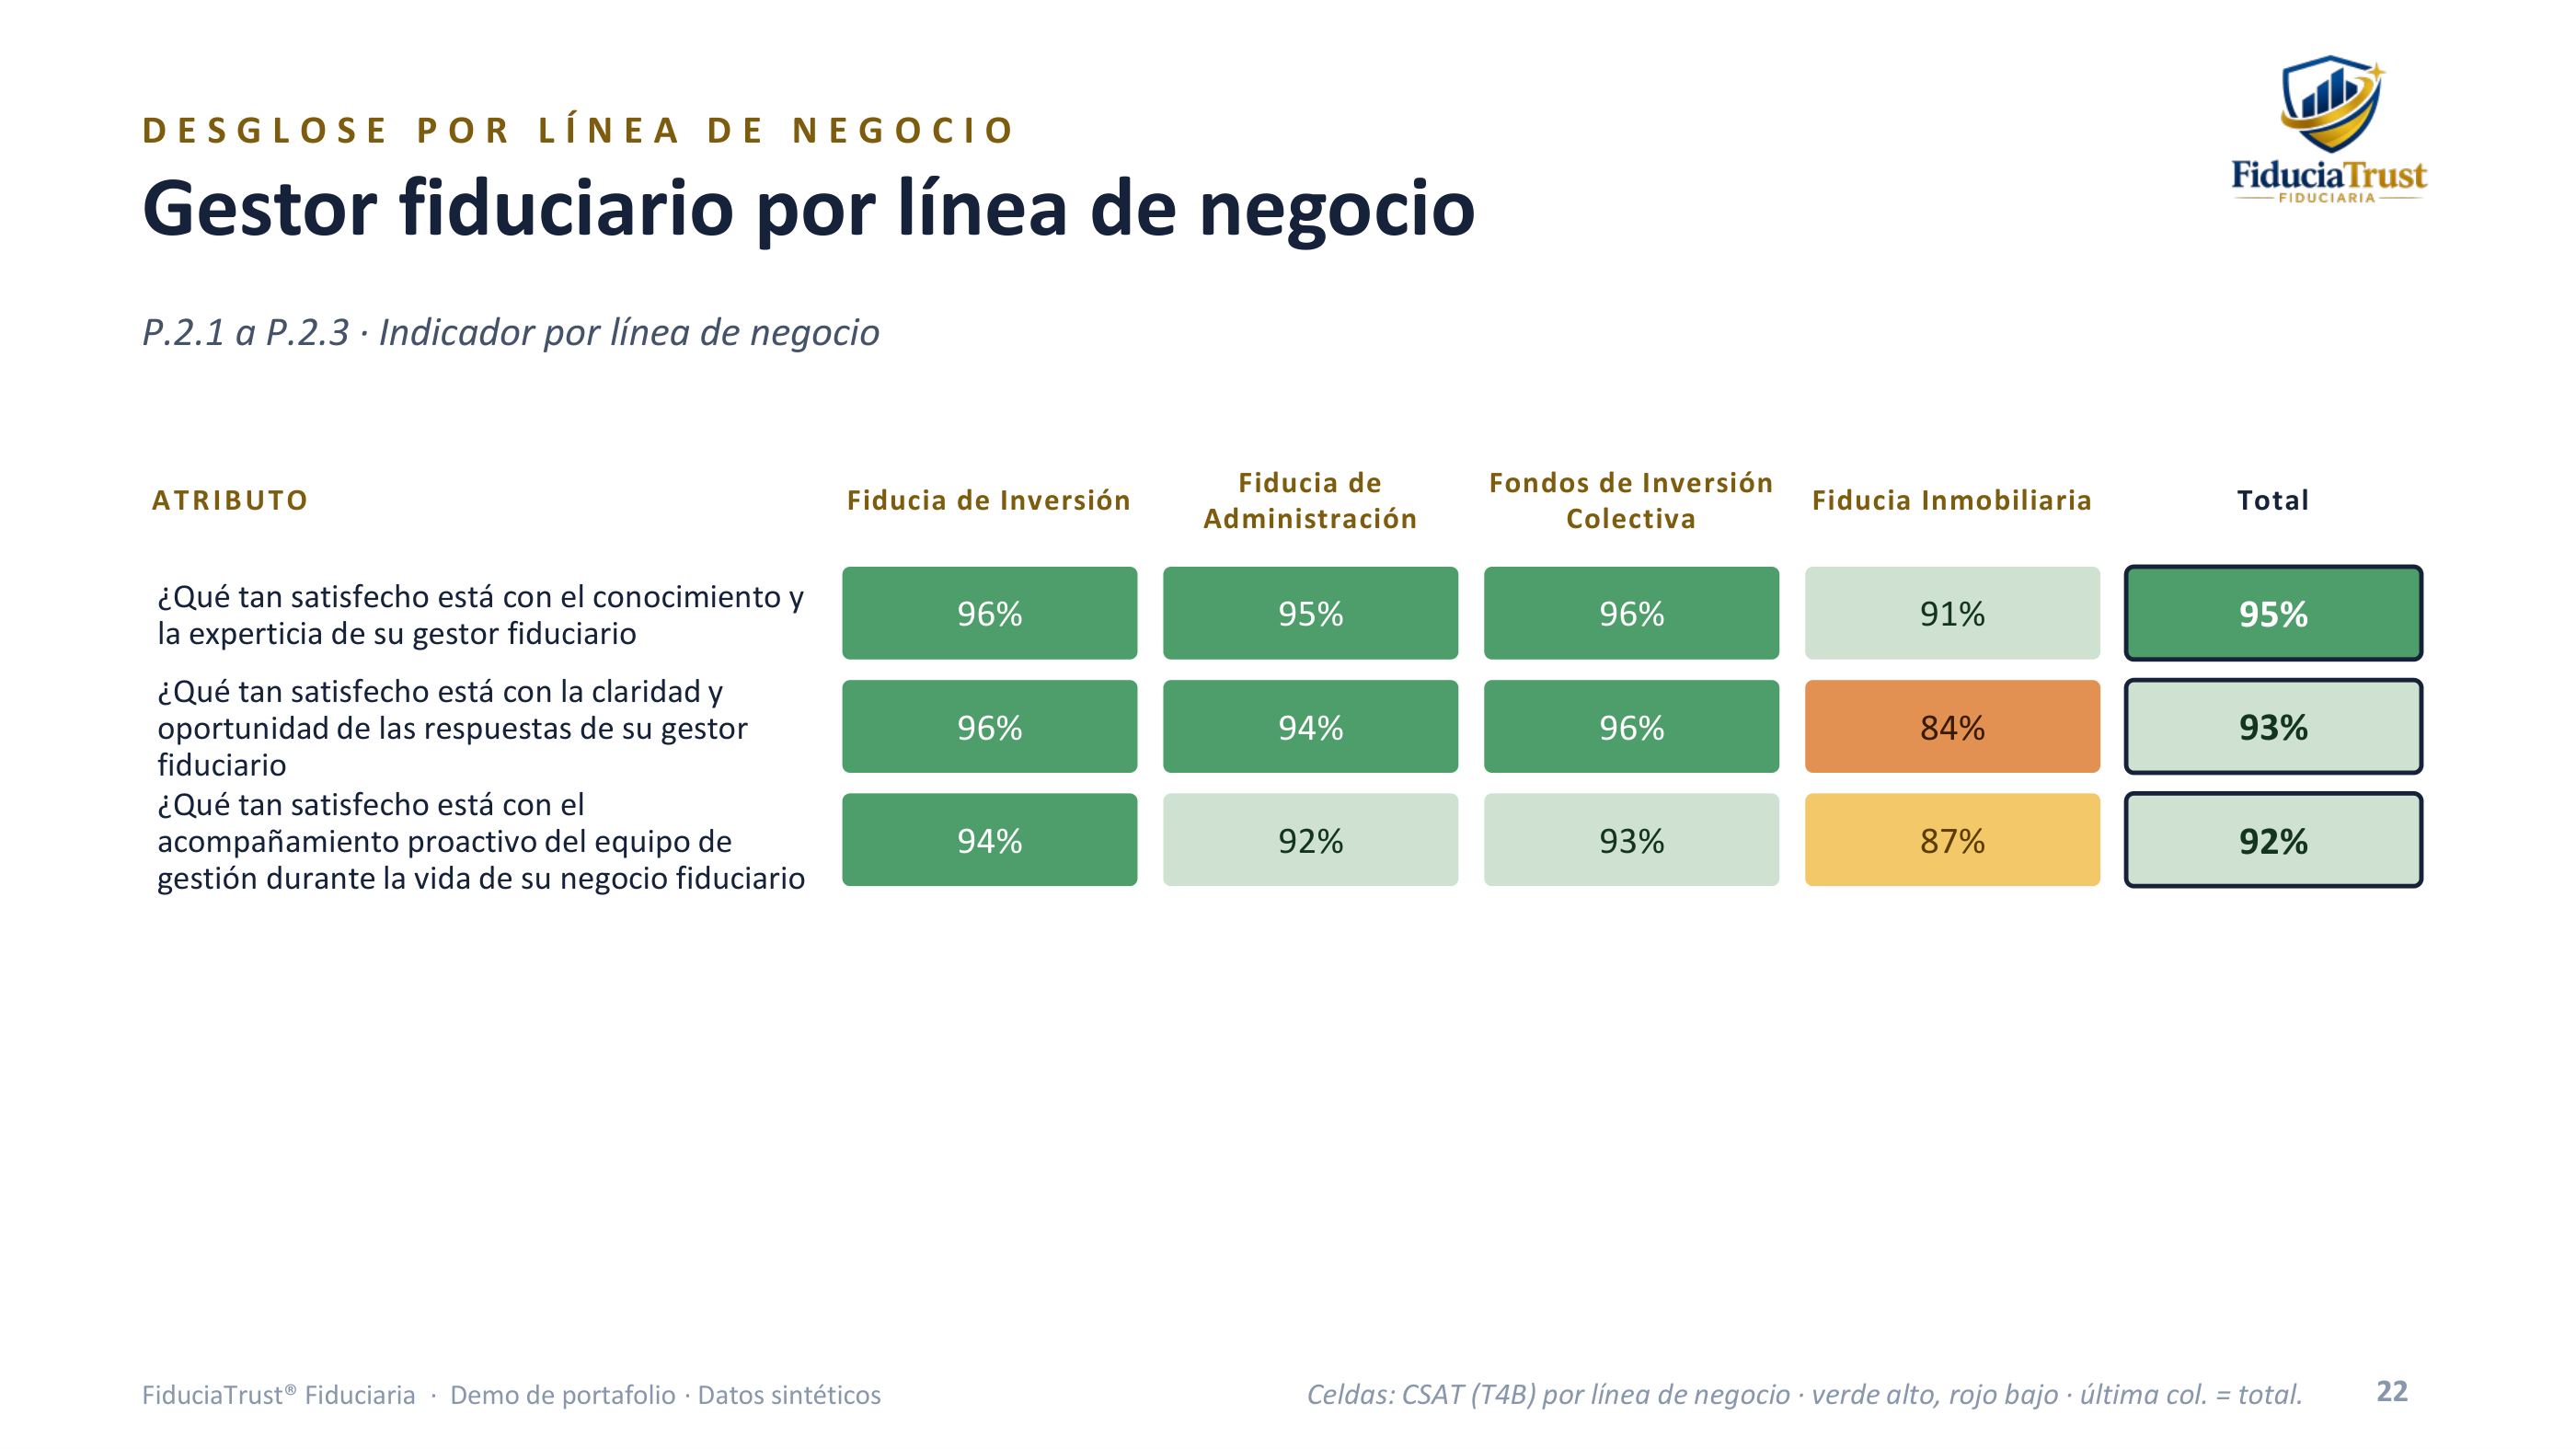 DESGLOSE POR LÍNEA DE NEGOCIO
Gestor fiduciario por línea de negocio
FiduciaTrust
FIDUCIARIA
P.2.1 a P.2.3 · Indicador por línea de negocio
ATRIBUTO
Fiducia de Inversión
Fiducia de
Administración
Fondos de Inversión
Colectiva
Fiducia Inmobiliaria
Total
¿Qué tan satisfecho está con el conocimiento y
la experticia de su gestor fiduciario
96%
95%
96%
91%
95%
¿Qué tan satisfecho está con la claridad y
oportunidad de las respuestas de su gestor
fiduciario
96%
94%
96%
84%
93%
¿Qué tan satisfecho está con el
acompañamiento proactivo del equipo de
gestión durante la vida de su negocio fiduciario
94%
92%
93%
87%
92%
FiduciaTrust® Fiduciaria · Demo de portafolio · Datos sintéticos
Celdas: CSAT (T4B) por línea de negocio · verde alto, rojo bajo · última col. = total.
22